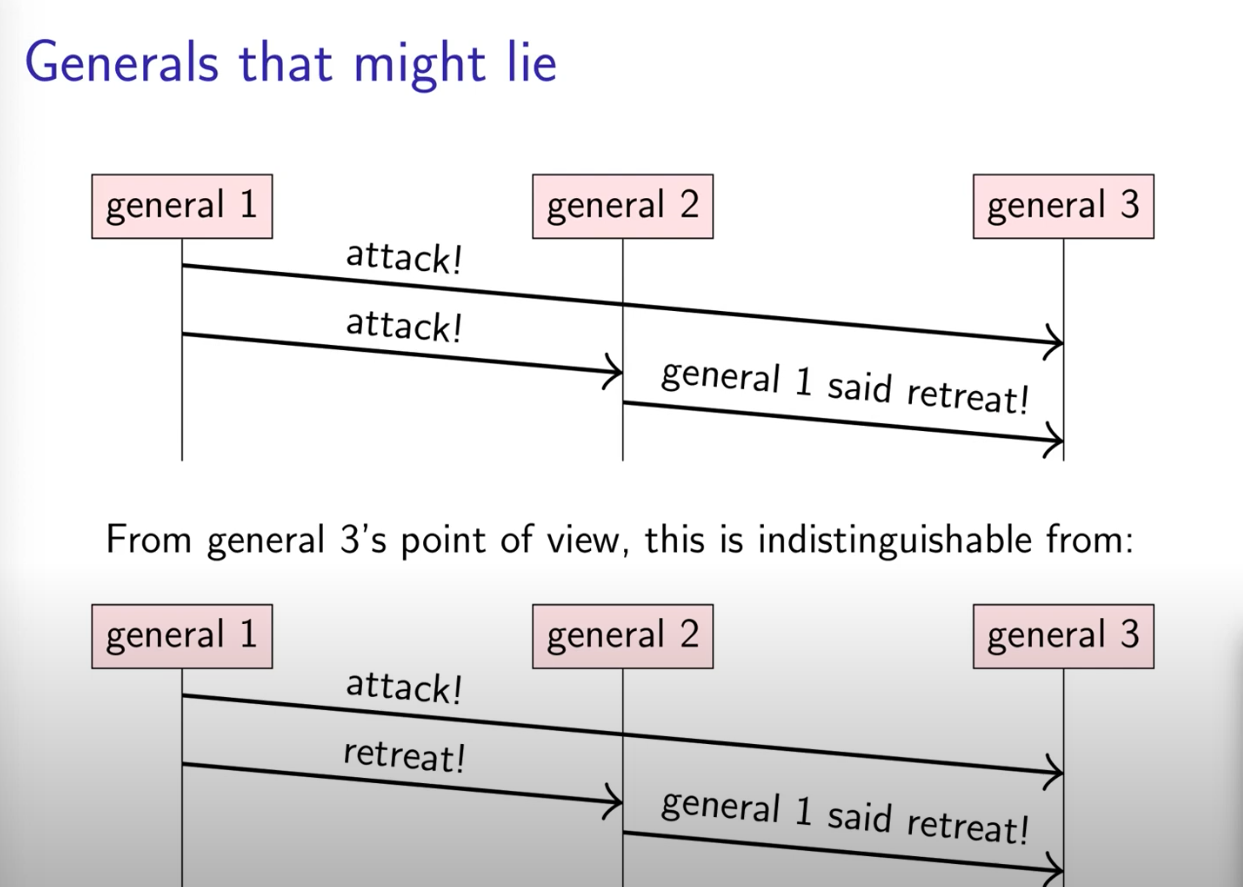 Generals that might lie
general 1
general 2
general 3
attack!
attack!
general 1 said retreat!
From general 3's point of view, this is indistinguishable from:
general 1
general 2
general 3
attack!
retreat!
general 1 said retreat!